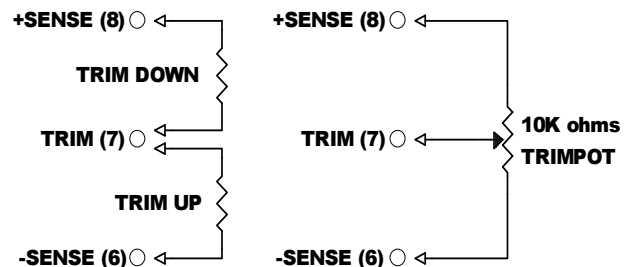 +SENSE (8)
TRIM DOWN
TRIM (7)
TRIM UP
-SENSE (6)
+SENSE (8)
10K ohms
TRIM (7)
TRIMPOT
-SENSE (6)